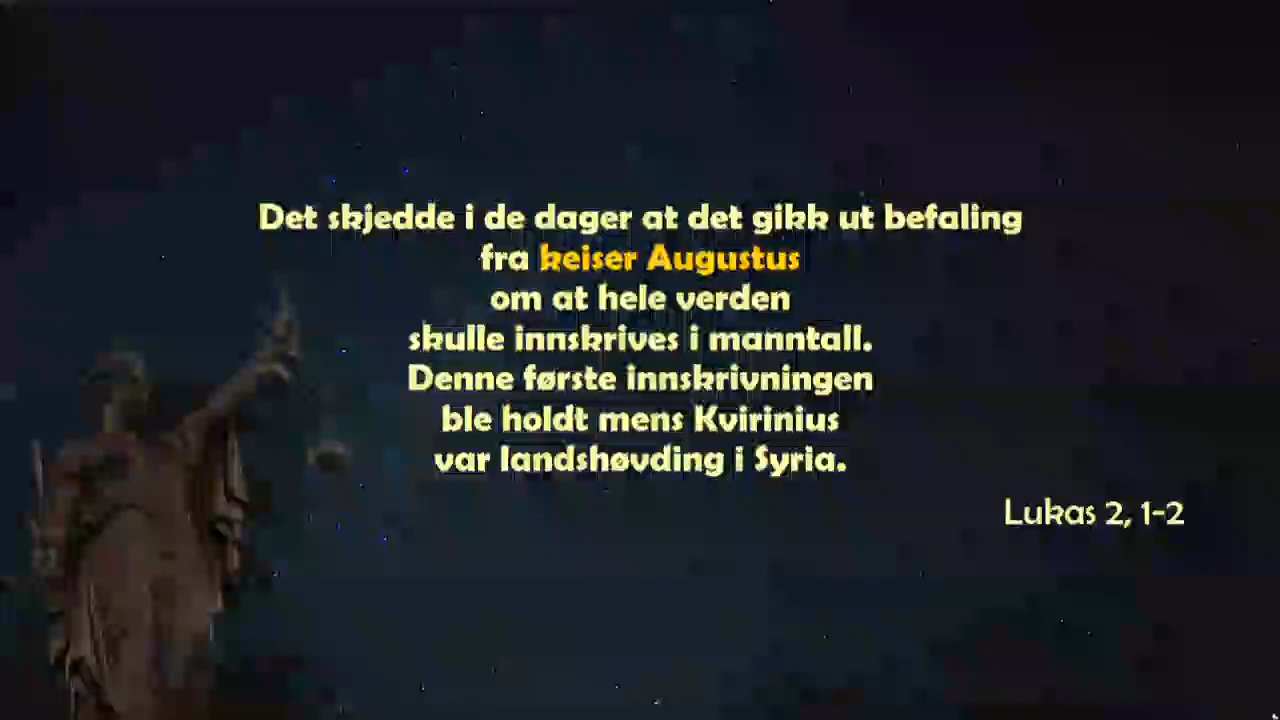 Det skjedde i de dager at det gikk ut befaling
fra keiser Augustus
om at hele verden
skulle innskrives i manntall.
Denne første innskrivningen
ble holdt mens Kvirinius
var landshøvding i Syria.
Lukas 2, 1-2